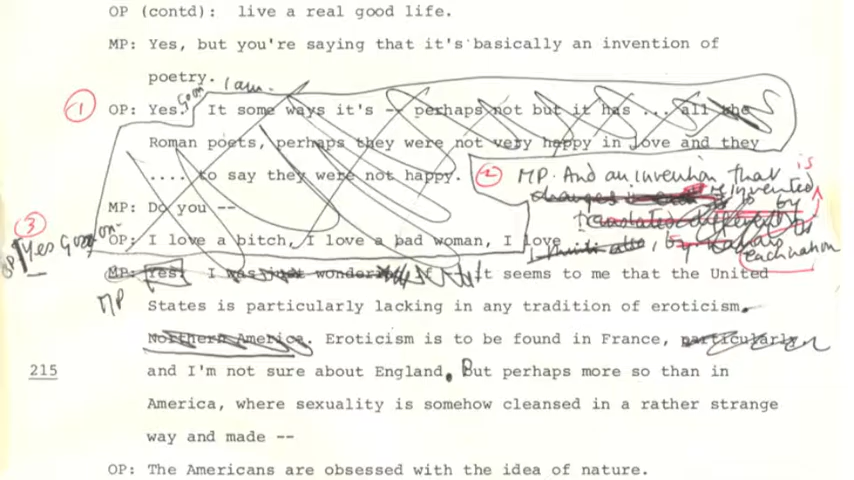 OP (contd): live a real good life.
MP: Yes, but you're saying that it's basically an invention of
poetry. I am.
① OP: Yes. Goon It some ways it's -- perhaps not but it has ... all the
Roman poets, perhaps they were not very happy in love and they
.... to say they were not happy. ② MP. And an invention that is
reinvented
MP: Do you -- by
③ OP: Yes Go on
OP: I love a bitch, I love a bad woman, I love
each nation
MP: Yes. I was just wondering if it seems to me that the United
MP States is particularly lacking in any tradition of eroticism.
Northern America. Eroticism is to be found in France, particularly
215 and I'm not sure about England. But perhaps more so than in
America, where sexuality is somehow cleansed in a rather strange
way and made --
OP: The Americans are obsessed with the idea of nature.